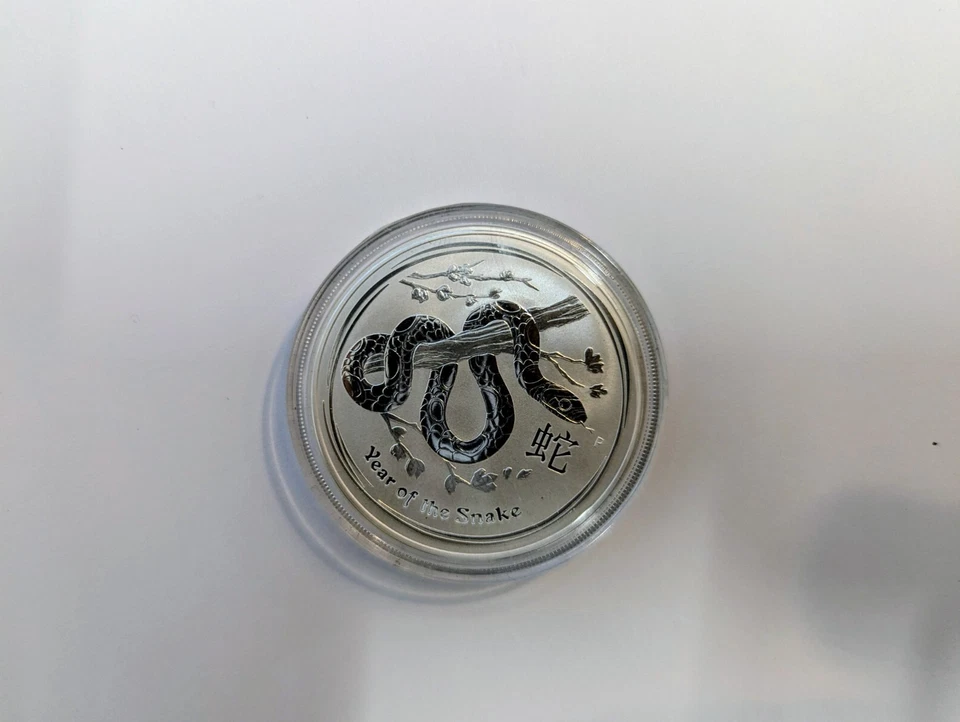 P
蛇
Year of the Snake